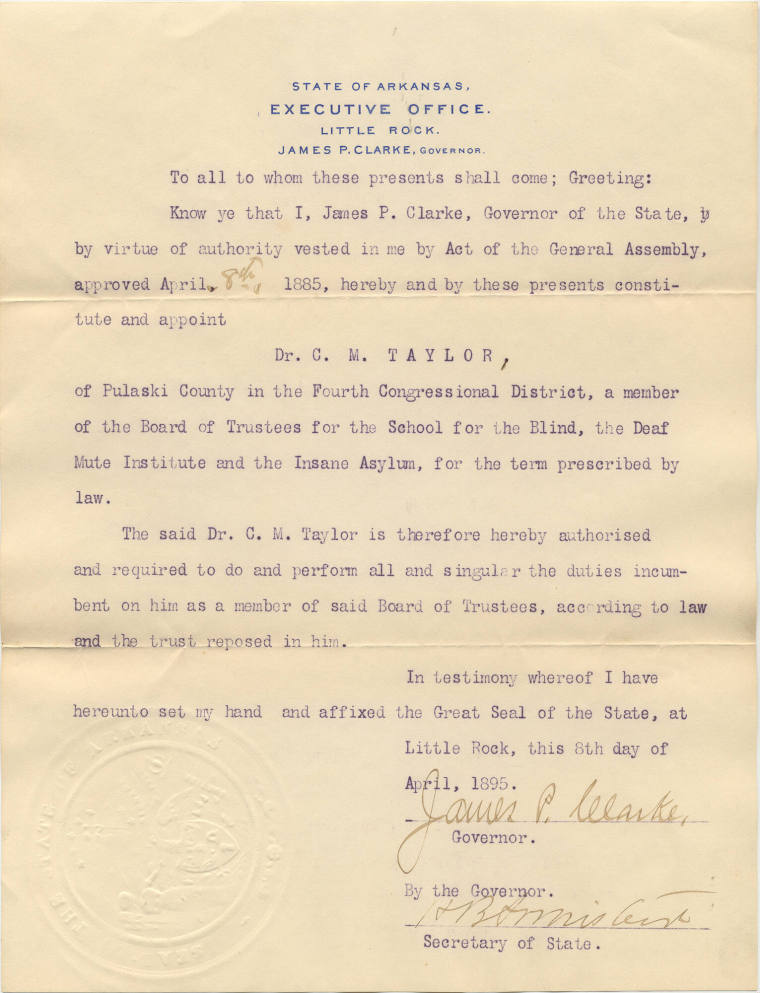 STATE OF ARKANSAS,
EXECUTIVE OFFICE.
LITTLE ROCK.
JAMES P. CLARKE, GOVERNOR.
To all to whom these presents shall come; Greeting:
Know ye that I, James P. Clarke, Governor of the State,
by virtue of authority vested in me by Act of the General Assembly,
approved April, 8th, 1885, hereby and by these presents consti-
tute and appoint
Dr. C. M. TAYLOR,
of Pulaski County in the Fourth Congressional District, a member
of the Board of Trustees for the School for the Blind, the Deaf
Mute Institute and the Insane Asylum, for the term prescribed by
law.
The said Dr. C. M. Taylor is therefore hereby authorised
and required to do and perform all and singular the duties incum-
bent on him as a member of said Board of Trustees, according to law
and the trust reposed in him.
In testimony whereof I have
hereunto set my hand and affixed the Great Seal of the State, at
Little Rock, this 8th day of
April, 1895.
James P. Clarke,
Governor.
By the Governor.
H B Armistead
Secretary of State.